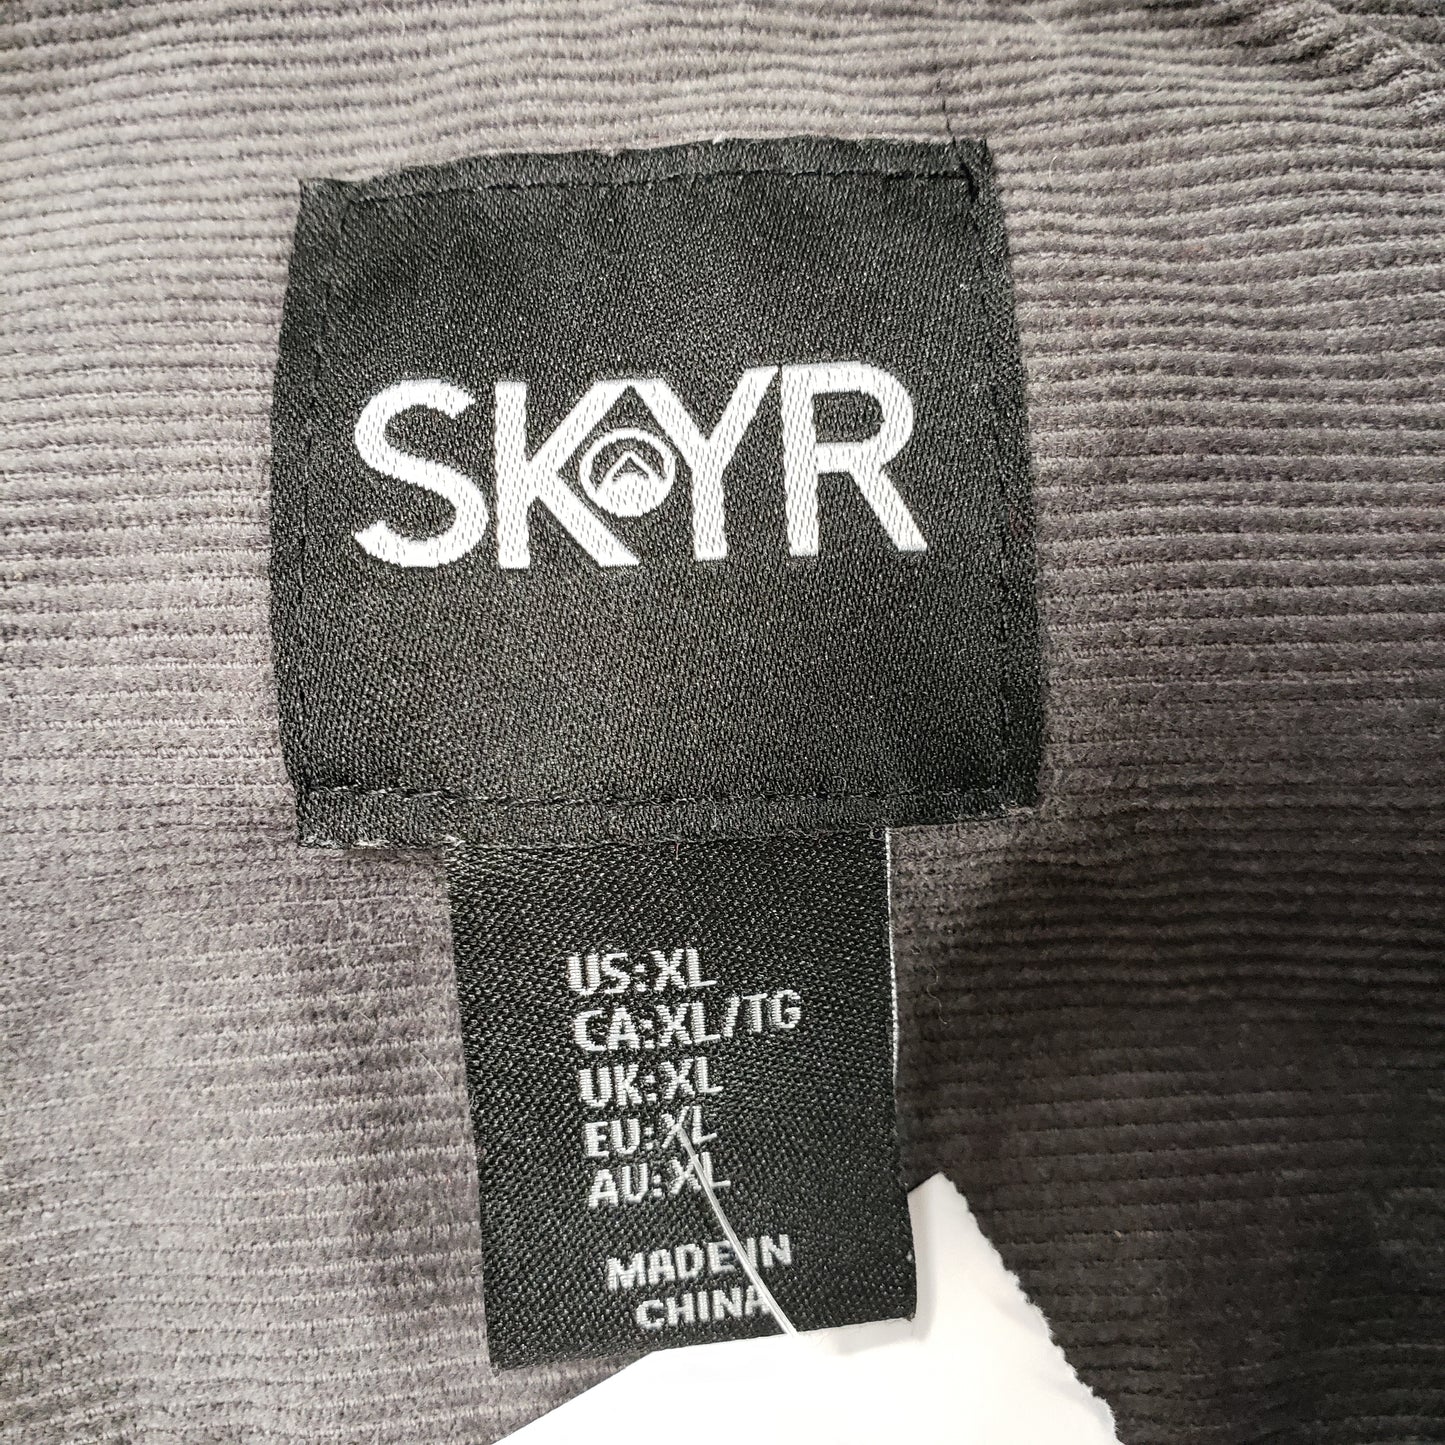 SKYR
US:XL
CA:XL/TG
UK:XL
EU:XL
AU:XL
MADE IN
CHINA